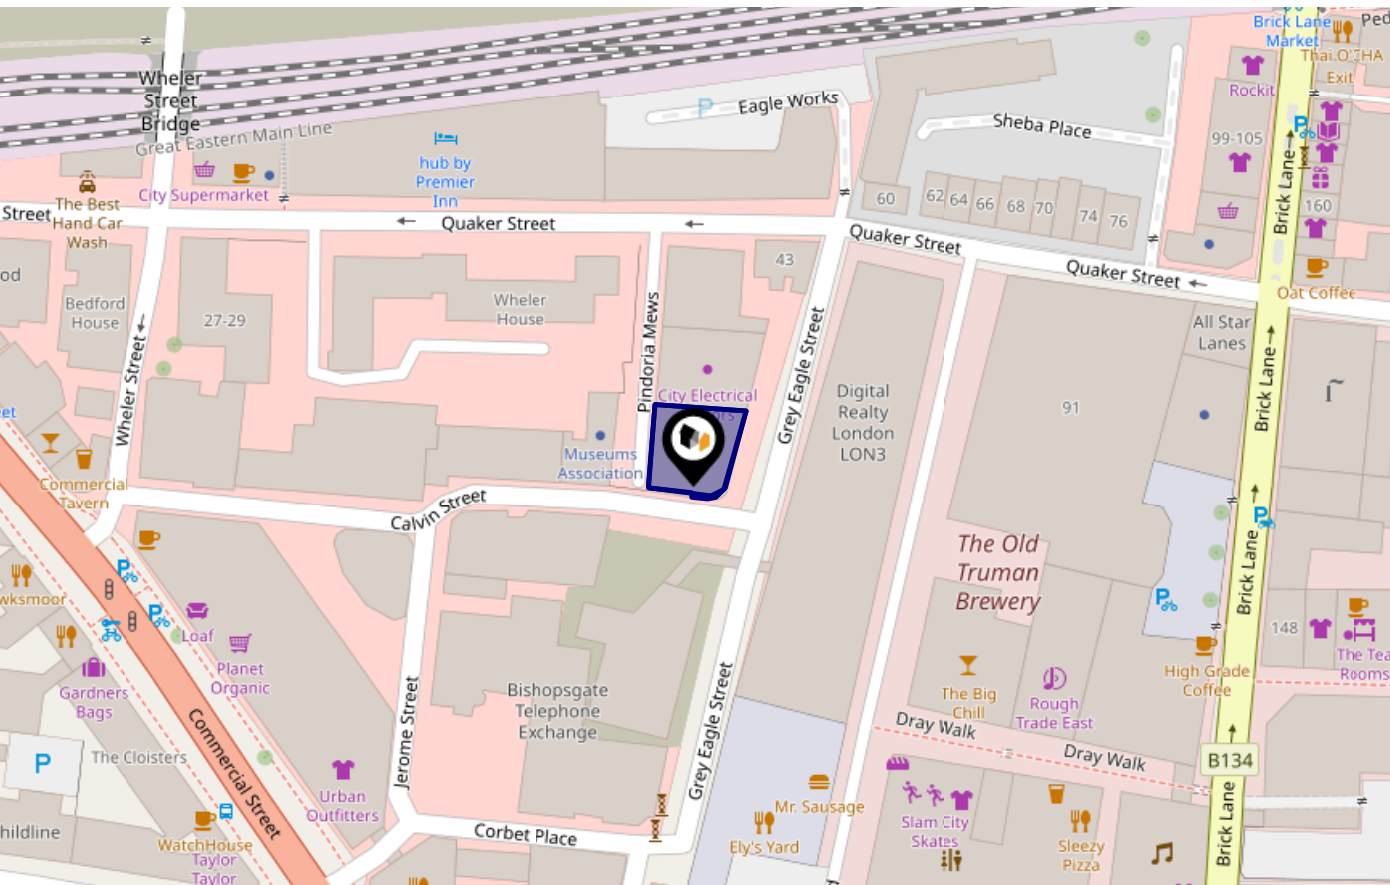 Brick Lane
Market
Ped
Thai O'CHA
Exit
Wheler
Street
Bridge
Great Eastern Main Line
P
Eagle Works
Sheba Place
Rockit
99-105
P
hub by
Premier
Inn
City Supermarket
The Best
Hand Car
Wash
Street
Quaker Street
60
62
64
66
68
70
74
76
160
Brick Lane
Quaker Street
Quaker Street
Oat Coffee
43
od
Bedford
House
27-29
Wheler
House
Pindoria Mews
Grey Eagle Street
All Star
Lanes
Wheler Street
City Electrical
Digital
Realty
London
LON3
91
Brick Lane
eet
Museums
Association
Commercial
Tavern
Calvin Street
P
The Old
Truman
Brewery
Brick Lane
P
P
P
wksmoor
Loaf
Planet
Organic
148
The Tea
Rooms
High Grade
Coffee
Gardners
Bags
Bishopsgate
Telephone
Exchange
The Big
Chill
Rough
Trade East
Jerome Street
Grey Eagle Street
Commercial Street
The Cloisters
P
Dray Walk
Dray Walk
B134
Urban
Outfitters
Mr. Sausage
Slam City
Skates
Ely's Yard
Sleezy
Pizza
Brick Lane
hildline
WatchHouse
Taylor
Taylor
Corbet Place